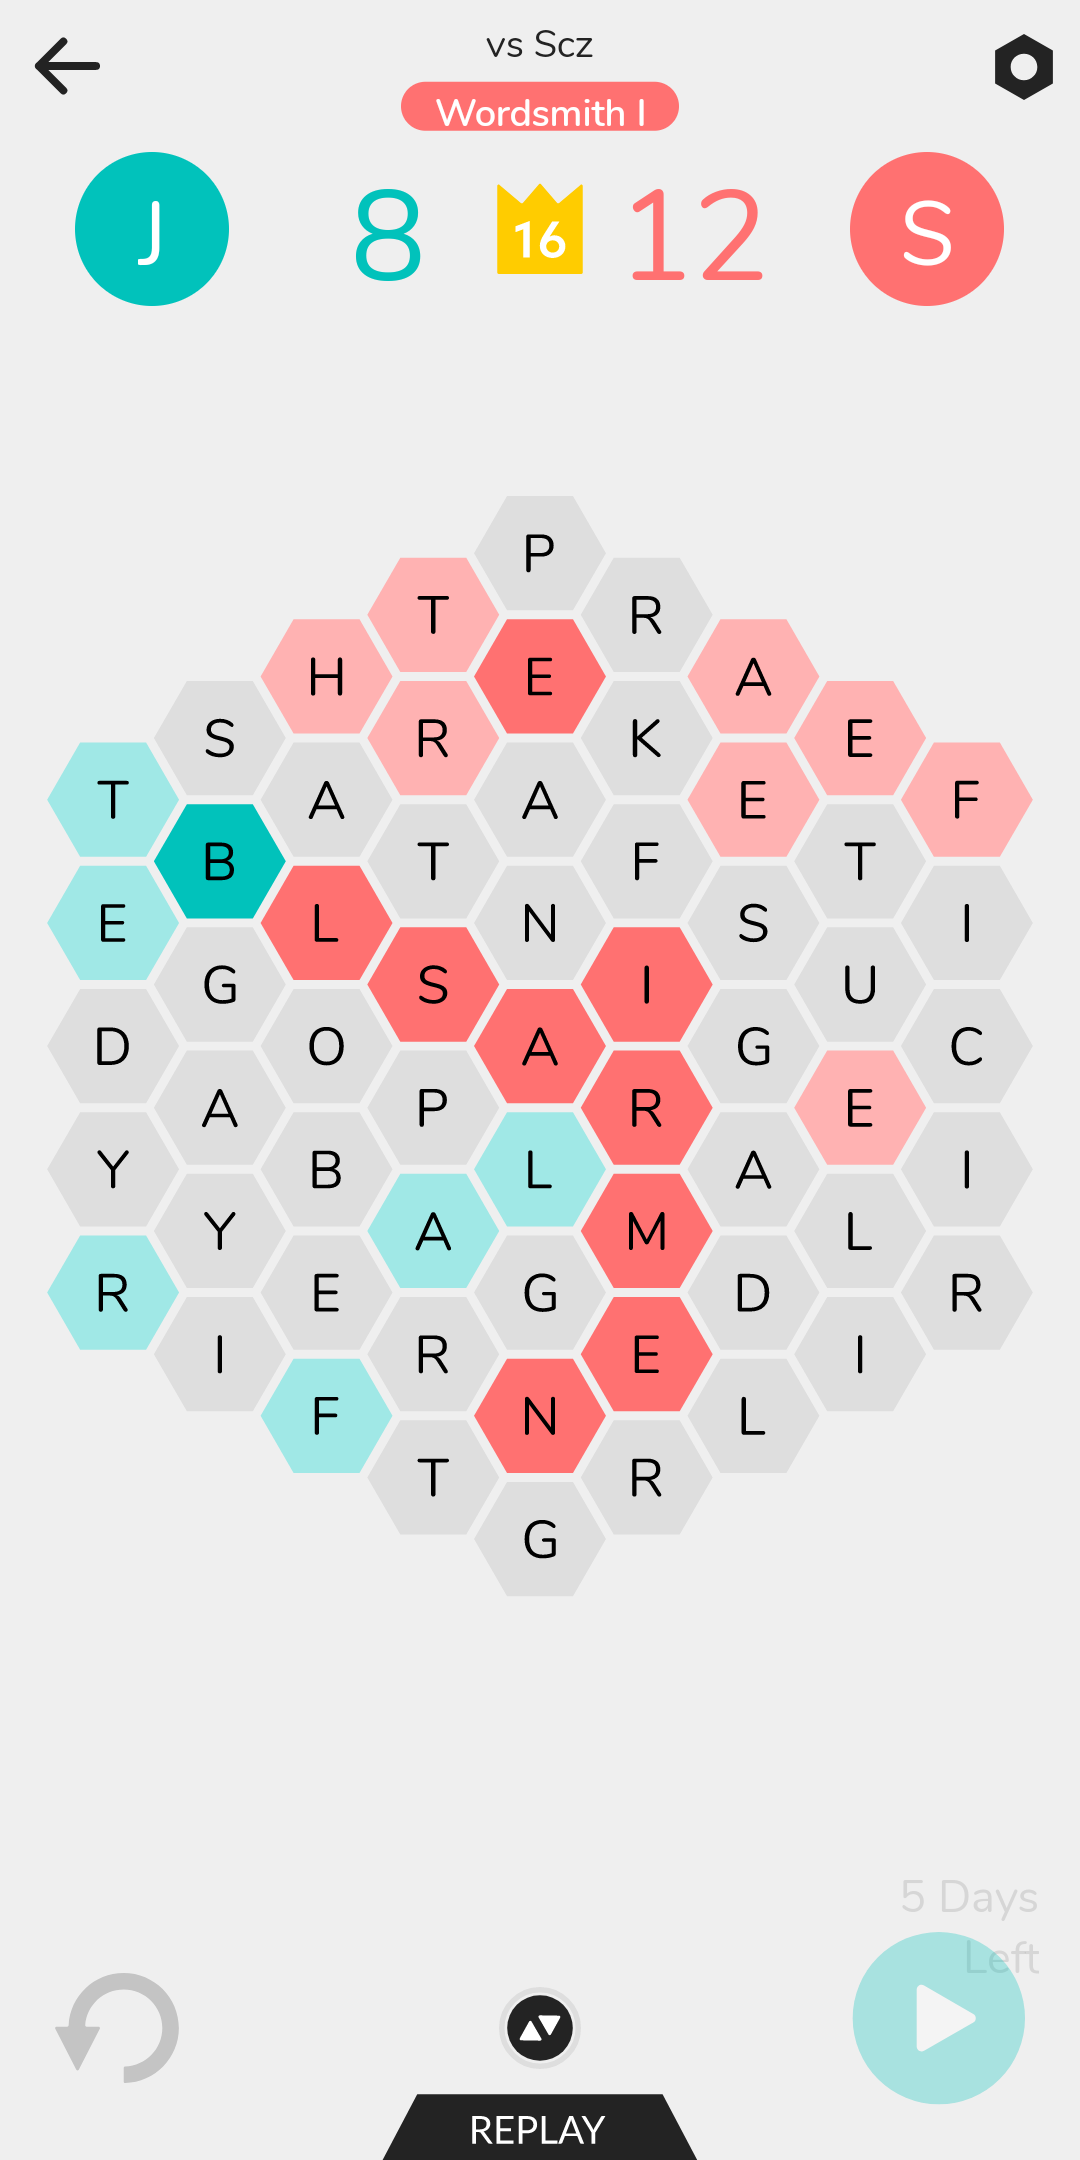 vs Scz
Wordsmith I
J 8 16 12 S
P
T R
H E A
S R K E
T A A E F
B T F T
E L N S I
G S I U
D O A G C
A P R E
Y B L A I
Y A M L
R E G D R
I R E I
F N L
T R
G
5 Days
Left
REPLAY